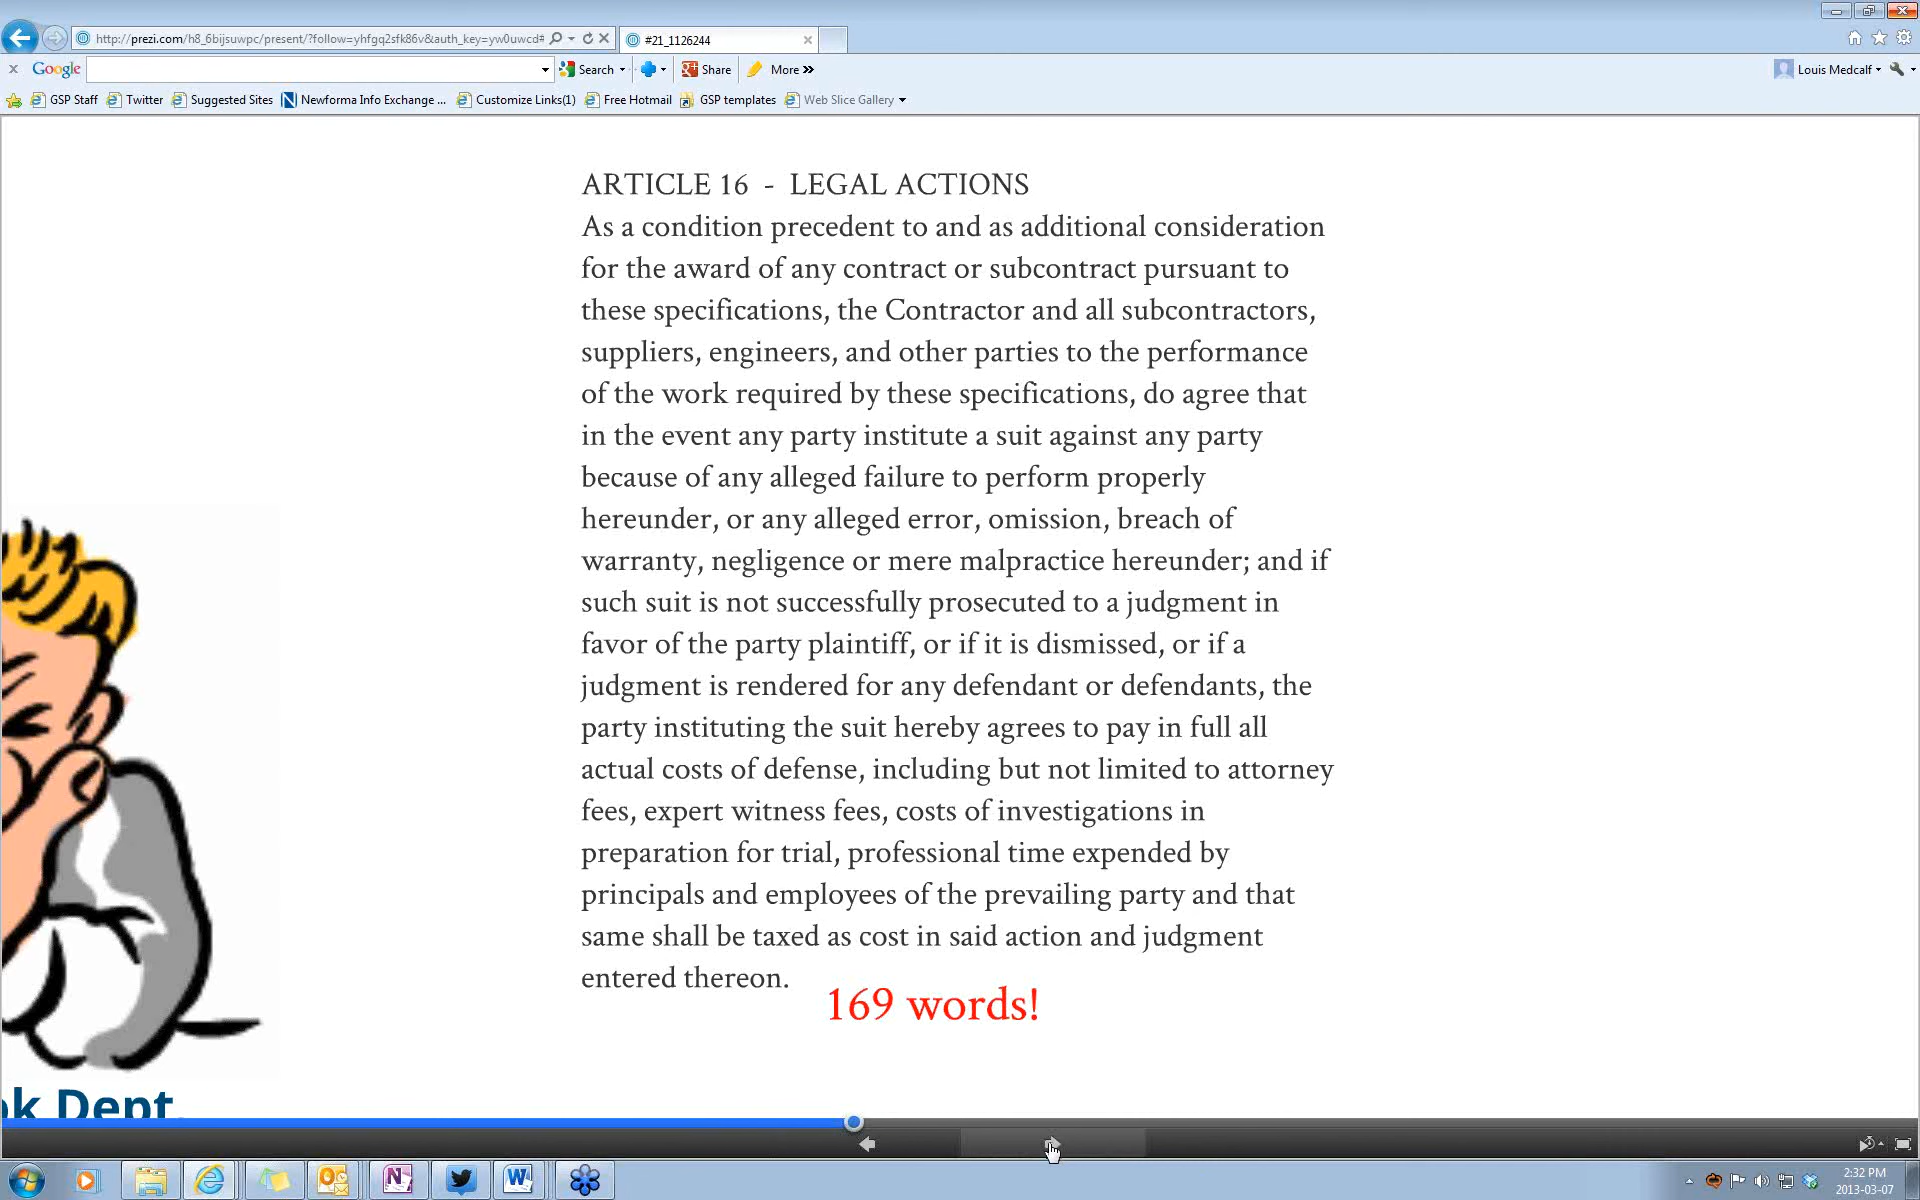 http://prezi.com/h8_6bijsuwpc/present/?follow=yhfgq2sfk86v&auth_key=yw0uwcd#
#21_1126244
Google
Search
Share
More »
Louis Medcalf
GSP Staff
Twitter
Suggested Sites
Newforma Info Exchange ...
Customize Links(1)
Free Hotmail
GSP templates
Web Slice Gallery
ARTICLE 16 - LEGAL ACTIONS
As a condition precedent to and as additional consideration
for the award of any contract or subcontract pursuant to
these specifications, the Contractor and all subcontractors,
suppliers, engineers, and other parties to the performance
of the work required by these specifications, do agree that
in the event any party institute a suit against any party
because of any alleged failure to perform properly
hereunder, or any alleged error, omission, breach of
warranty, negligence or mere malpractice hereunder; and if
such suit is not successfully prosecuted to a judgment in
favor of the party plaintiff, or if it is dismissed, or if a
judgment is rendered for any defendant or defendants, the
party instituting the suit hereby agrees to pay in full all
actual costs of defense, including but not limited to attorney
fees, expert witness fees, costs of investigations in
preparation for trial, professional time expended by
principals and employees of the prevailing party and that
same shall be taxed as cost in said action and judgment
entered thereon.
169 words!
ok Dept.
2:32 PM
2013-03-07